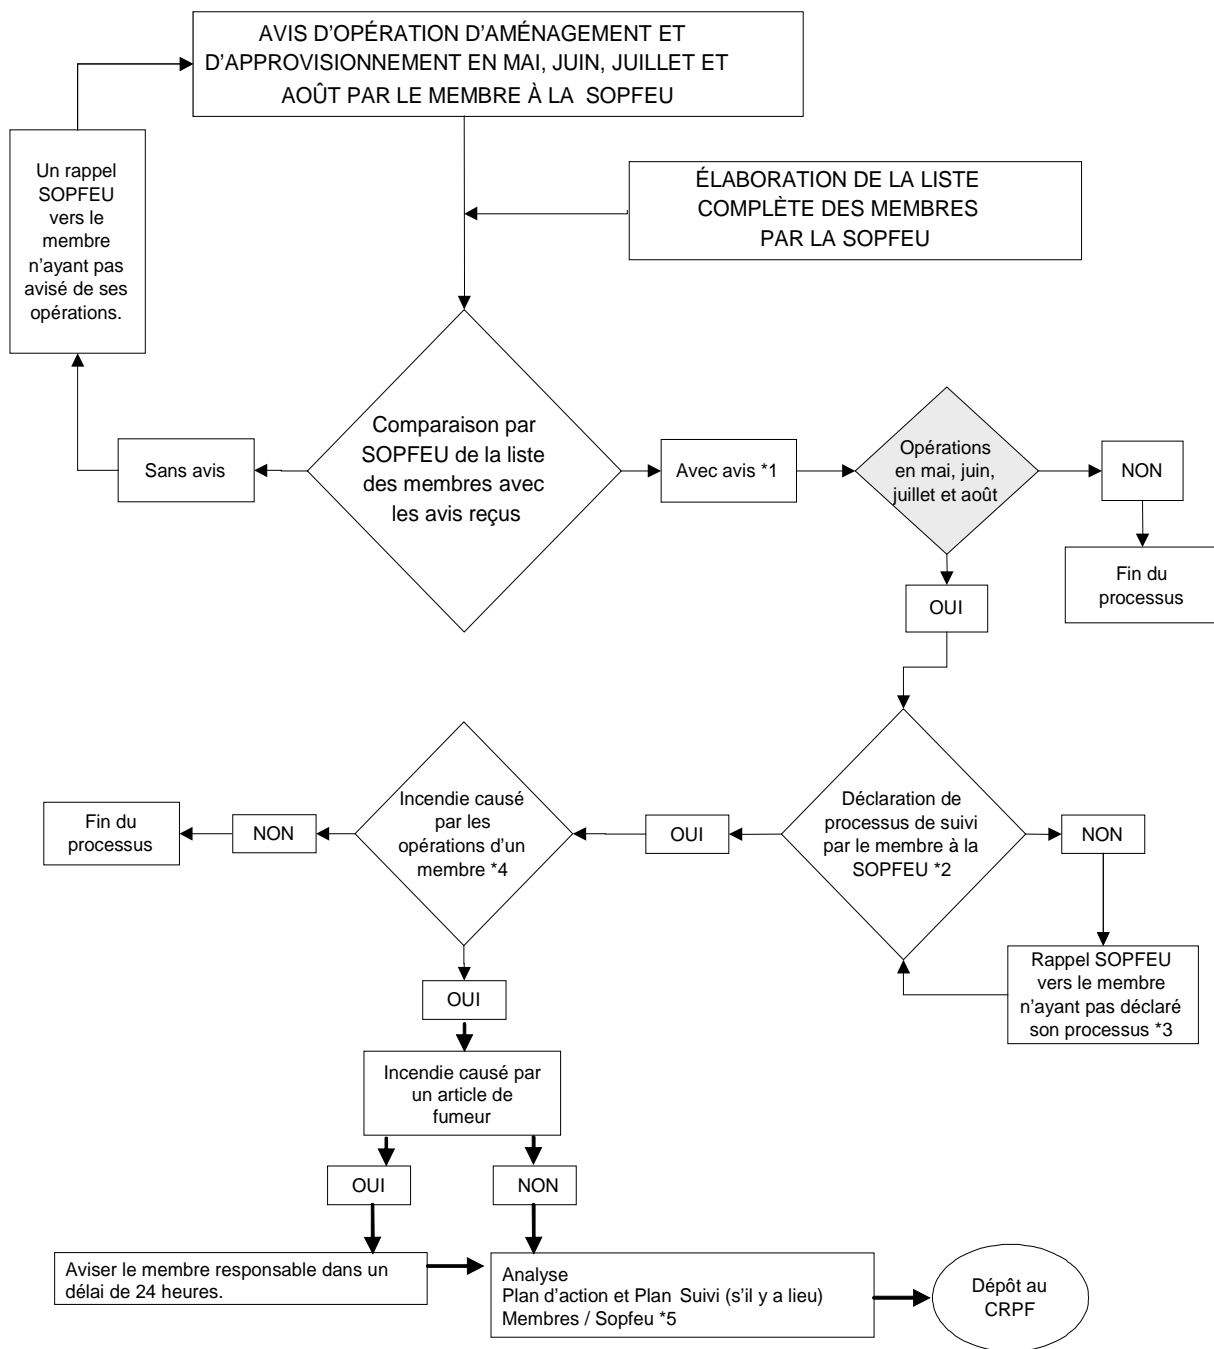 AVIS D'OPÉRATION D'AMÉNAGEMENT ET
D'APPROVISIONNEMENT EN MAI, JUIN, JUILLET ET
AOÛT PAR LE MEMBRE À LA SOPFEU
Un rappel
SOPFEU
vers le
membre
n'ayant pas
avisé de ses
opérations.
ÉLABORATION DE LA LISTE
COMPLÈTE DES MEMBRES
PAR LA SOPFEU
Sans avis
Comparaison par
SOPFEU de la liste
des membres avec
les avis reçus
Avec avis *1
Opérations
en mai, juin,
juillet et août
NON
Fin du
processus
OUI
Fin du
processus
NON
Incendie causé
par les
opérations d'un
membre *4
OUI
Déclaration de
processus de suivi
par le membre à la
SOPFEU *2
NON
Rappel SOPFEU
vers le membre
n'ayant pas déclaré
son processus *3
OUI
Incendie causé par
un article de
fumeur
OUI
NON
Aviser le membre responsable dans un
délai de 24 heures.
Analyse
Plan d'action et Plan Suivi (s'il y a lieu)
Membres / Sopfeu *5
Dépôt au
CRPF